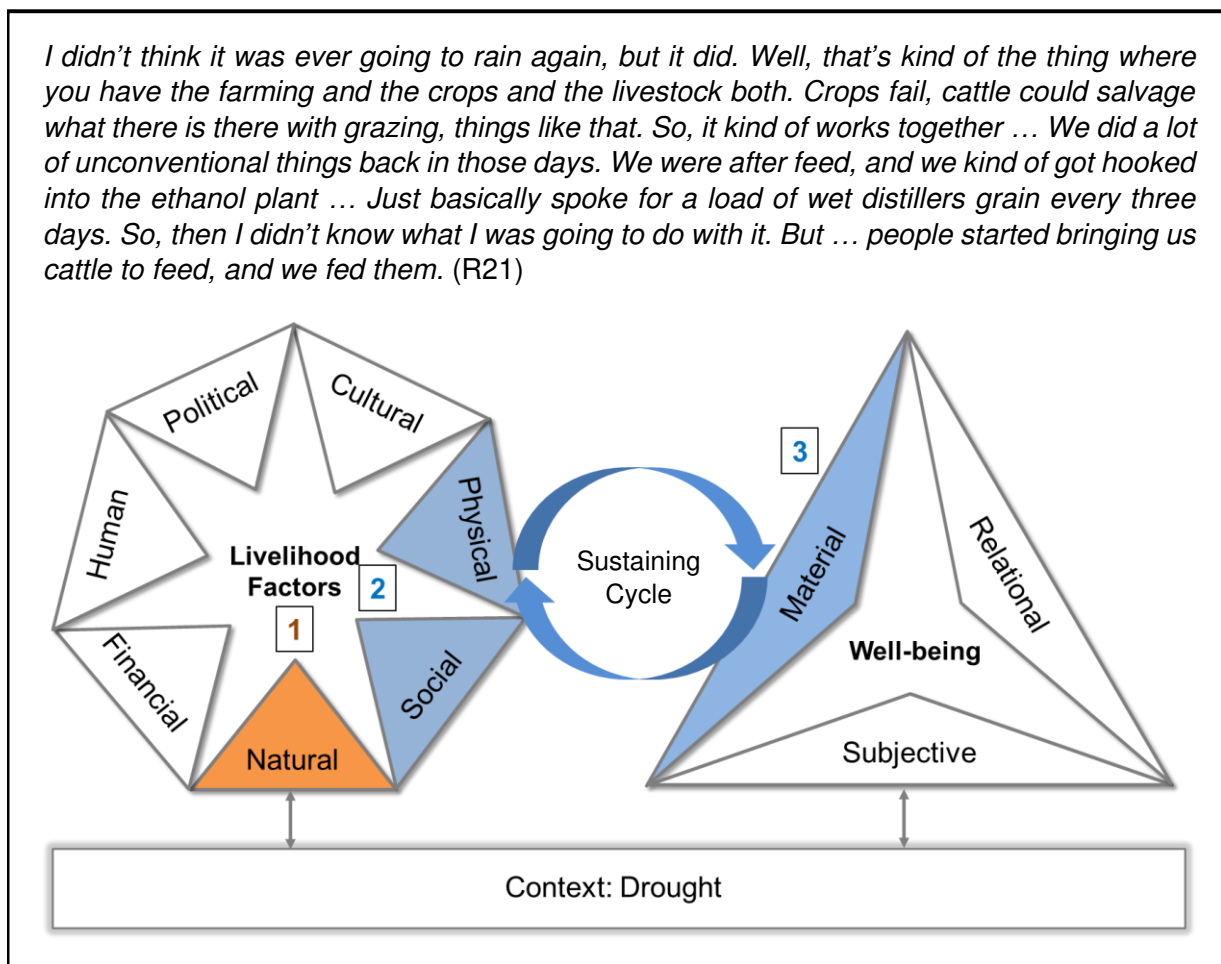 I didn’t think it was ever going to rain again, but it did. Well, that’s kind of the thing where
you have the farming and the crops and the livestock both. Crops fail, cattle could salvage
what there is there with grazing, things like that. So, it kind of works together … We did a lot
of unconventional things back in those days. We were after feed, and we kind of got hooked
into the ethanol plant … Just basically spoke for a load of wet distillers grain every three
days. So, then I didn’t know what I was going to do with it. But … people started bringing us
cattle to feed, and we fed them. (R21)
Political
Cultural
Human
Physical
Livelihood
Factors
2
1
Financial
Social
Natural
Sustaining
Cycle
3
Material
Relational
Well-being
Subjective
Context: Drought